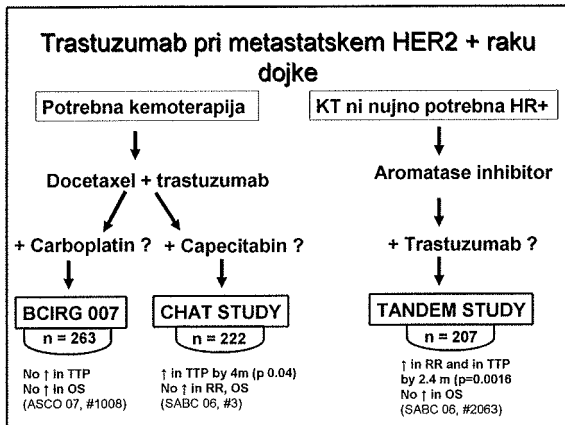 Trastuzumab pri metastatskem HER2 + raku
dojke
Potrebna kemoterapija
KT ni nujno potrebna HR+
Docetaxel + trastuzumab
Aromatase inhibitor
+ Carboplatin ?
+ Capecitabin ?
+ Trastuzumab ?
BCIRG 007
n = 263
CHAT STUDY
n = 222
TANDEM STUDY
n = 207
No ↑ in TTP
No ↑ in OS
(ASCO 07, #1008)
↑ in TTP by 4m (p 0.04)
No ↑ in RR, OS
(SABC 06, #3)
↑ in RR and in TTP
by 2.4 m (p=0.0016
No ↑ in OS
(SABC 06, #2063)